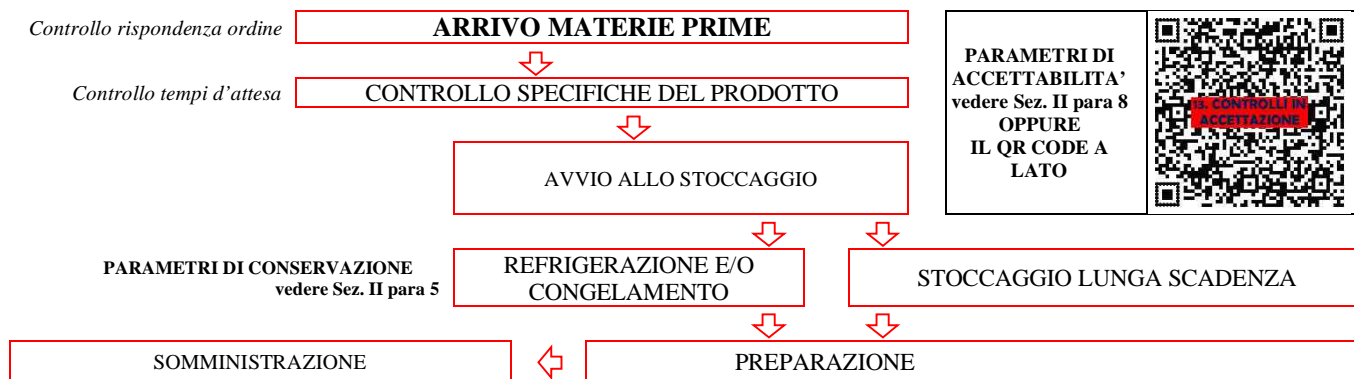 Controllo rispondenza ordine
ARRIVO MATERIE PRIME
PARAMETRI DI
ACCETTABILITA’
vedere Sez. II para 8
OPPURE
IL QR CODE A
LATO
13. CONTROLLI IN
ACCETTAZIONE
Controllo tempi d’attesa
CONTROLLO SPECIFICHE DEL PRODOTTO
AVVIO ALLO STOCCAGGIO
PARAMETRI DI CONSERVAZIONE
vedere Sez. II para 5
REFRIGERAZIONE E/O
CONGELAMENTO
STOCCAGGIO LUNGA SCADENZA
SOMMINISTRAZIONE
PREPARAZIONE